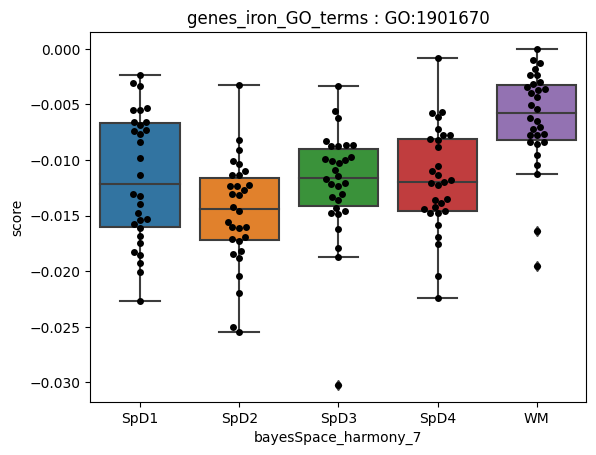 genes_iron_GO_terms : GO:1901670
0.000
−0.005
−0.010
−0.015
−0.020
−0.025
−0.030
score
SpD1 SpD2 SpD3 SpD4 WM
bayesSpace_harmony_7